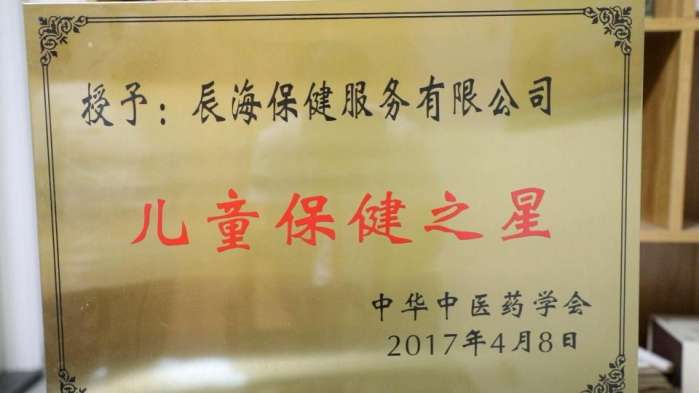 授予：辰海保健服务有限公司
儿童保健之星
中华中医药学会
2017年4月8日